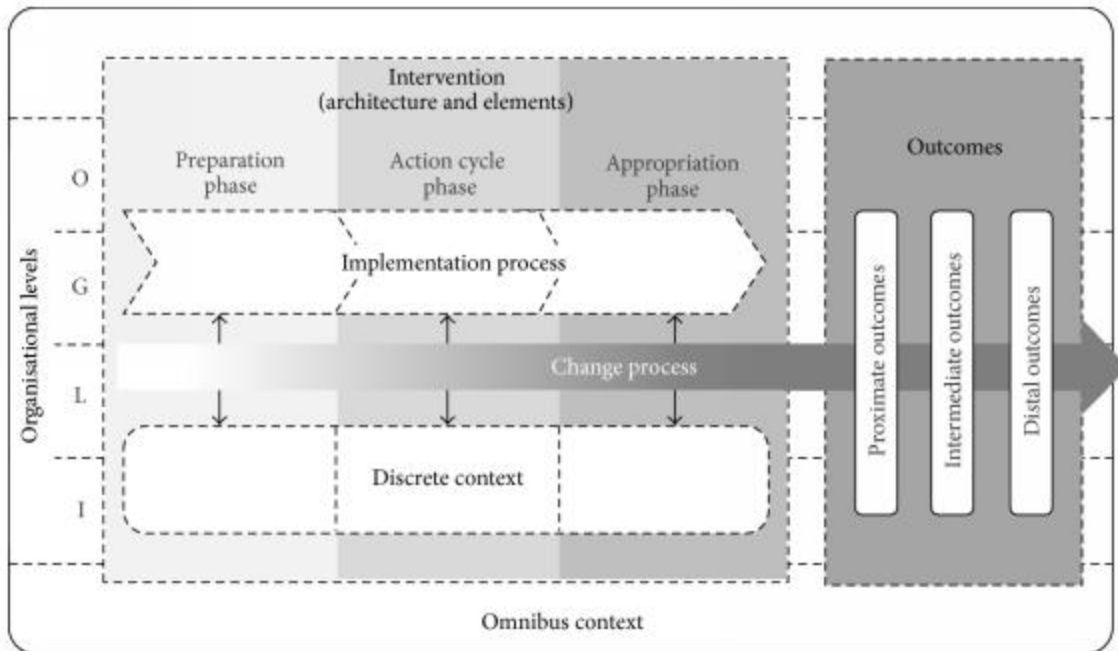 Intervention
(architecture and elements)
Preparation
phase
Action cycle
phase
Appropriation
phase
Outcomes
Organisational levels
O
G
L
I
Implementation process
Change process
Discrete context
Proximate outcomes
Intermediate outcomes
Distal outcomes
Omnibus context